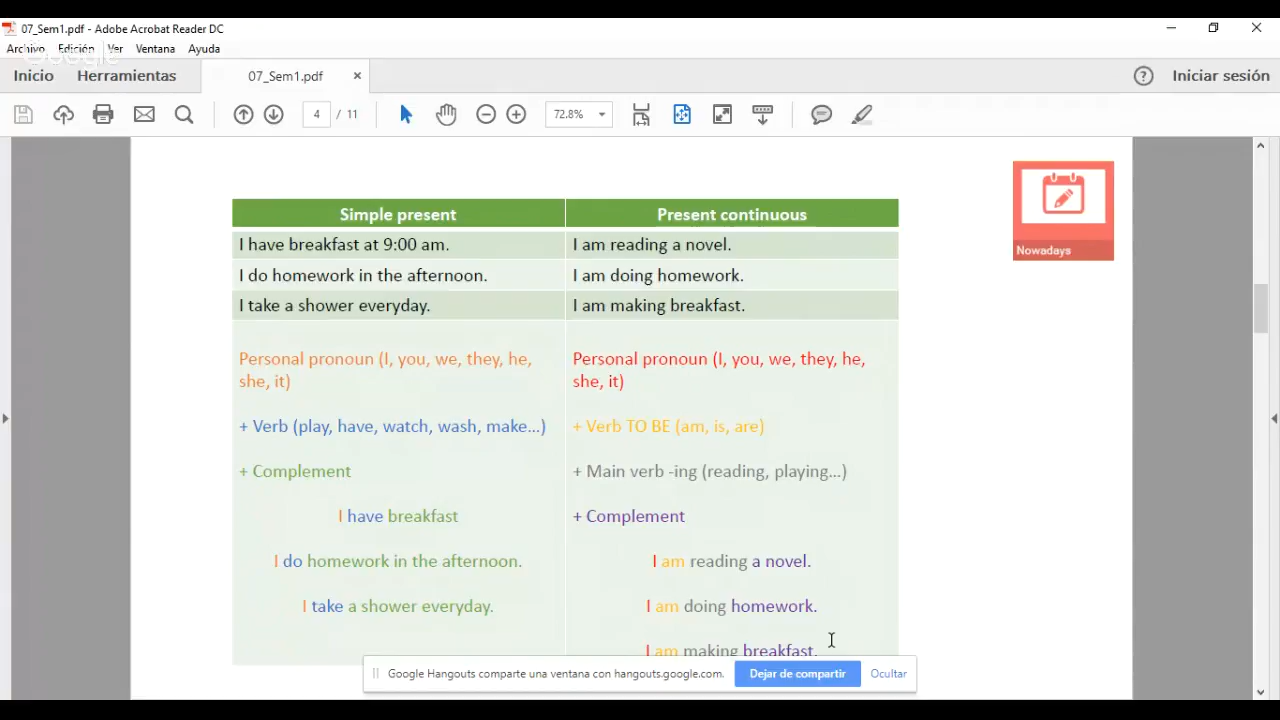 07_Sem1.pdf - Adobe Acrobat Reader DC
Archivo Edición Ver Ventana Ayuda
Google
Inicio Herramientas 07_Sem1.pdf × Iniciar sesión
4 / 11 72.8%
Simple present Present continuous
I have breakfast at 9:00 am. I am reading a novel.
I do homework in the afternoon. I am doing homework.
I take a shower everyday. I am making breakfast.
Nowadays
Personal pronoun (I, you, we, they, he,
she, it)
+ Verb (play, have, watch, wash, make…)
+ Complement
I have breakfast
I do homework in the afternoon.
I take a shower everyday.
Personal pronoun (I, you, we, they, he,
she, it)
+ Verb TO BE (am, is, are)
+ Main verb -ing (reading, playing…)
+ Complement
I am reading a novel.
I am doing homework.
I am making breakfast.
Google Hangouts comparte una ventana con hangouts.google.com. Dejar de compartir Ocultar